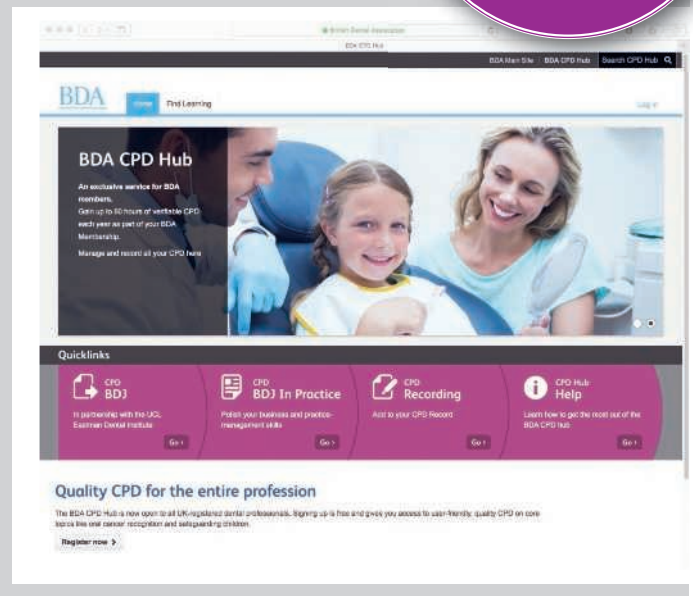 British Dental Association
BDA CPD Hub
BDA Main Site
BDA CPD Hub
Search CPD Hub
BDA
Home
Find Learning
Log in
BDA CPD Hub
An exclusive service for BDA
members.
Gain up to 50 hours of verifiable CPD
each year as part of your BDA
Membership.
Manage and record all your CPD here
Quicklinks
CPD
BDJ
In partnership with the UCL
Eastman Dental Institute
Go >
CPD
BDJ In Practice
Polish your business and practice-
management skills
Go >
CPD
Recording
Add to your CPD Record
Go >
CPD Hub
Help
Learn how to get the most out of the
BDA CPD hub
Go >
Quality CPD for the entire profession
The BDA CPD Hub is now open to all UK-registered dental professionals. Signing up is free and gives you access to user-friendly, quality CPD on core
topics like oral cancer recognition and safeguarding children.
Register now >